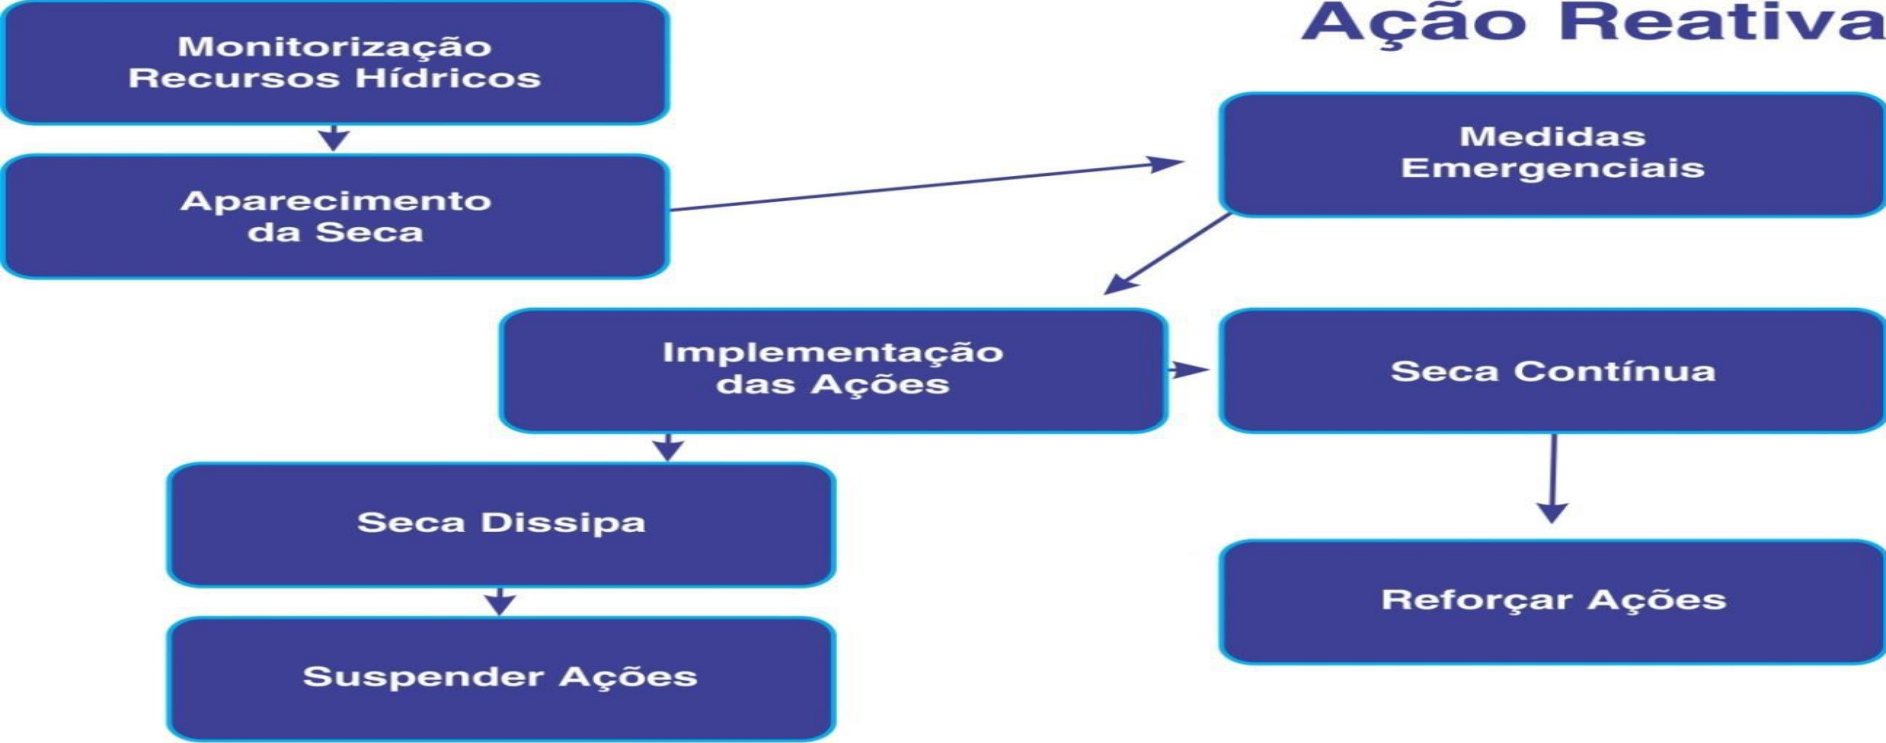 Ação Reativa
Monitorização
Recursos Hídricos
Aparecimento
da Seca
Medidas
Emergenciais
Implementação
das Ações
Seca Contínua
Seca Dissipa
Reforçar Ações
Suspender Ações